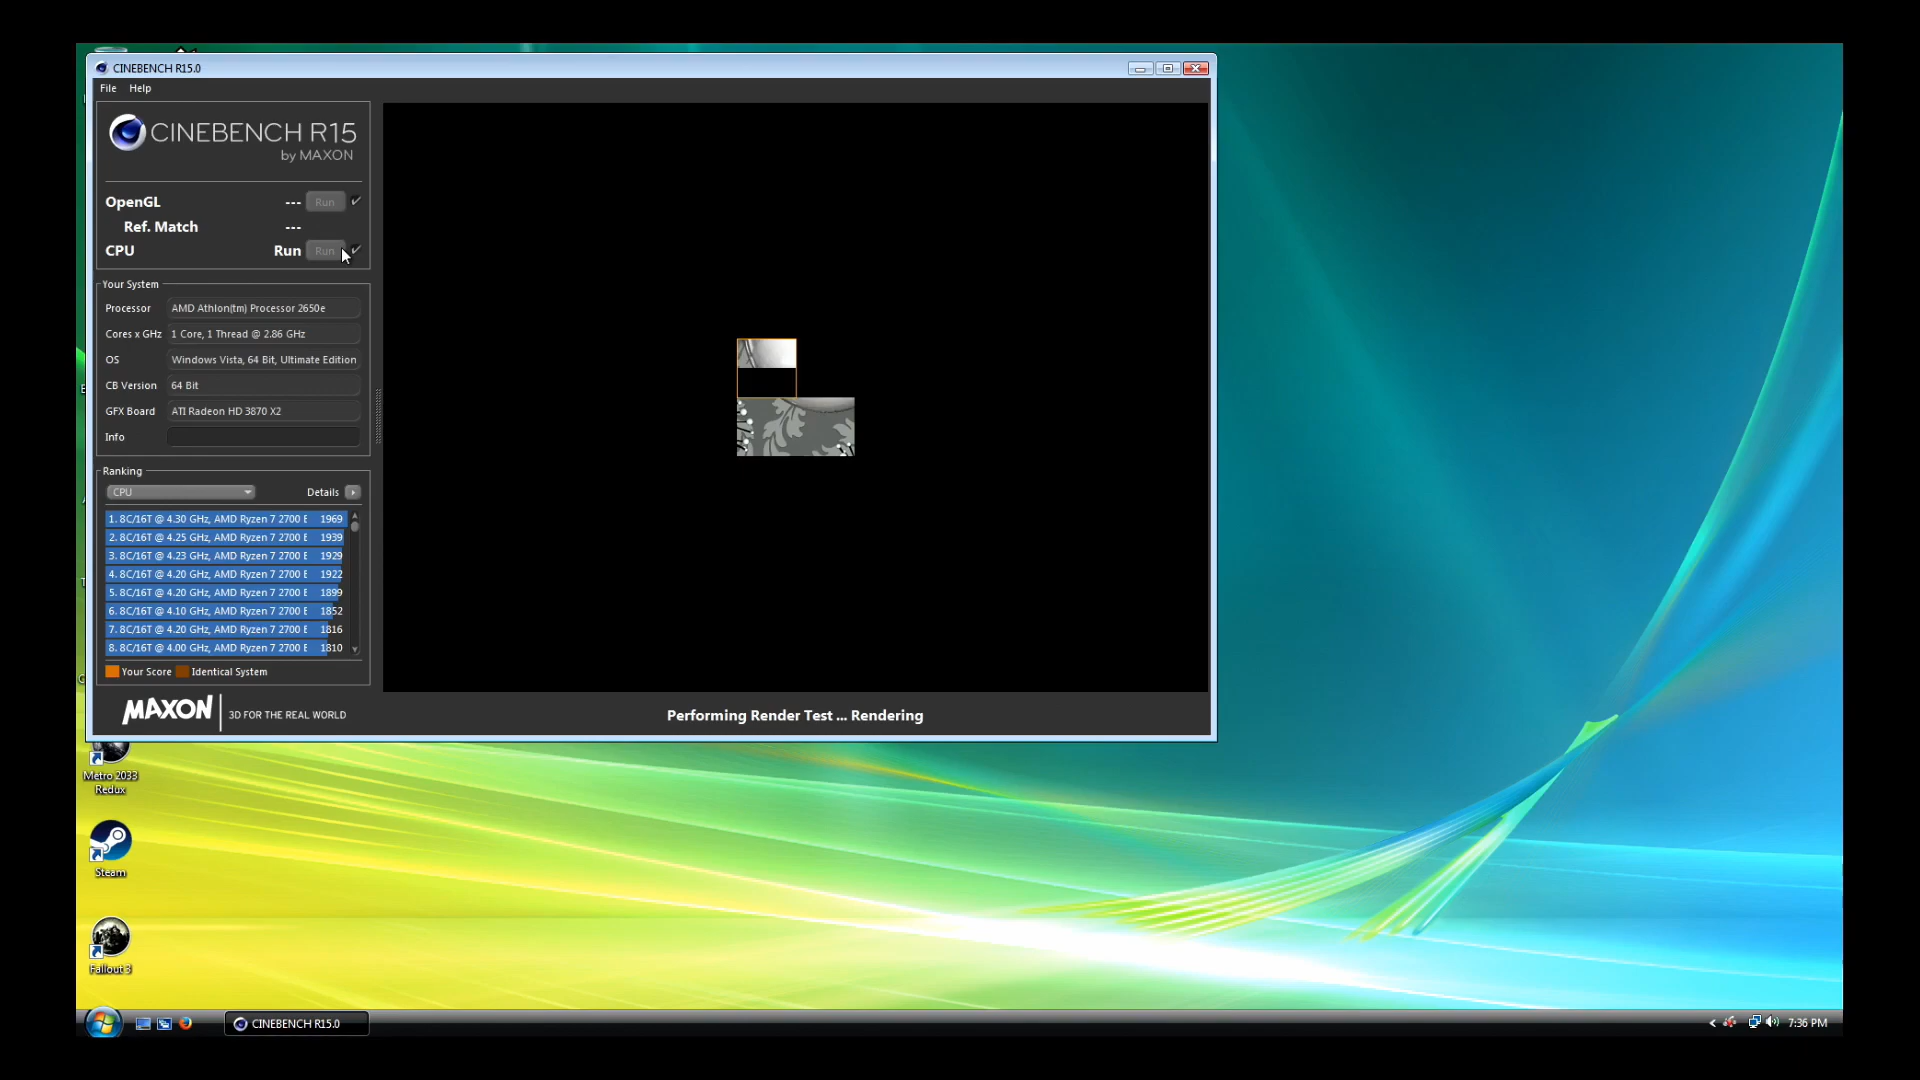 CINEBENCH R15.0
File Help
CINEBENCH R15
by MAXON
OpenGL --- Run
Ref. Match ---
CPU Run Run
Your System
Processor AMD Athlon(tm) Processor 2650e
Cores x GHz 1 Core, 1 Thread @ 2.86 GHz
OS Windows Vista, 64 Bit, Ultimate Edition
CB Version 64 Bit
GFX Board ATI Radeon HD 3870 X2
Info
Ranking
CPU Details
1. 8C/16T @ 4.30 GHz, AMD Ryzen 7 2700 E 1969
2. 8C/16T @ 4.25 GHz, AMD Ryzen 7 2700 E 1939
3. 8C/16T @ 4.23 GHz, AMD Ryzen 7 2700 E 1929
4. 8C/16T @ 4.20 GHz, AMD Ryzen 7 2700 E 1922
5. 8C/16T @ 4.20 GHz, AMD Ryzen 7 2700 E 1899
6. 8C/16T @ 4.10 GHz, AMD Ryzen 7 2700 E 1852
7. 8C/16T @ 4.20 GHz, AMD Ryzen 7 2700 E 1816
8. 8C/16T @ 4.00 GHz, AMD Ryzen 7 2700 E 1810
Your Score Identical System
MAXON 3D FOR THE REAL WORLD
Performing Render Test ... Rendering
Metro 2033
Redux
Steam
Fallout 3
CINEBENCH R15.0
7:36 PM